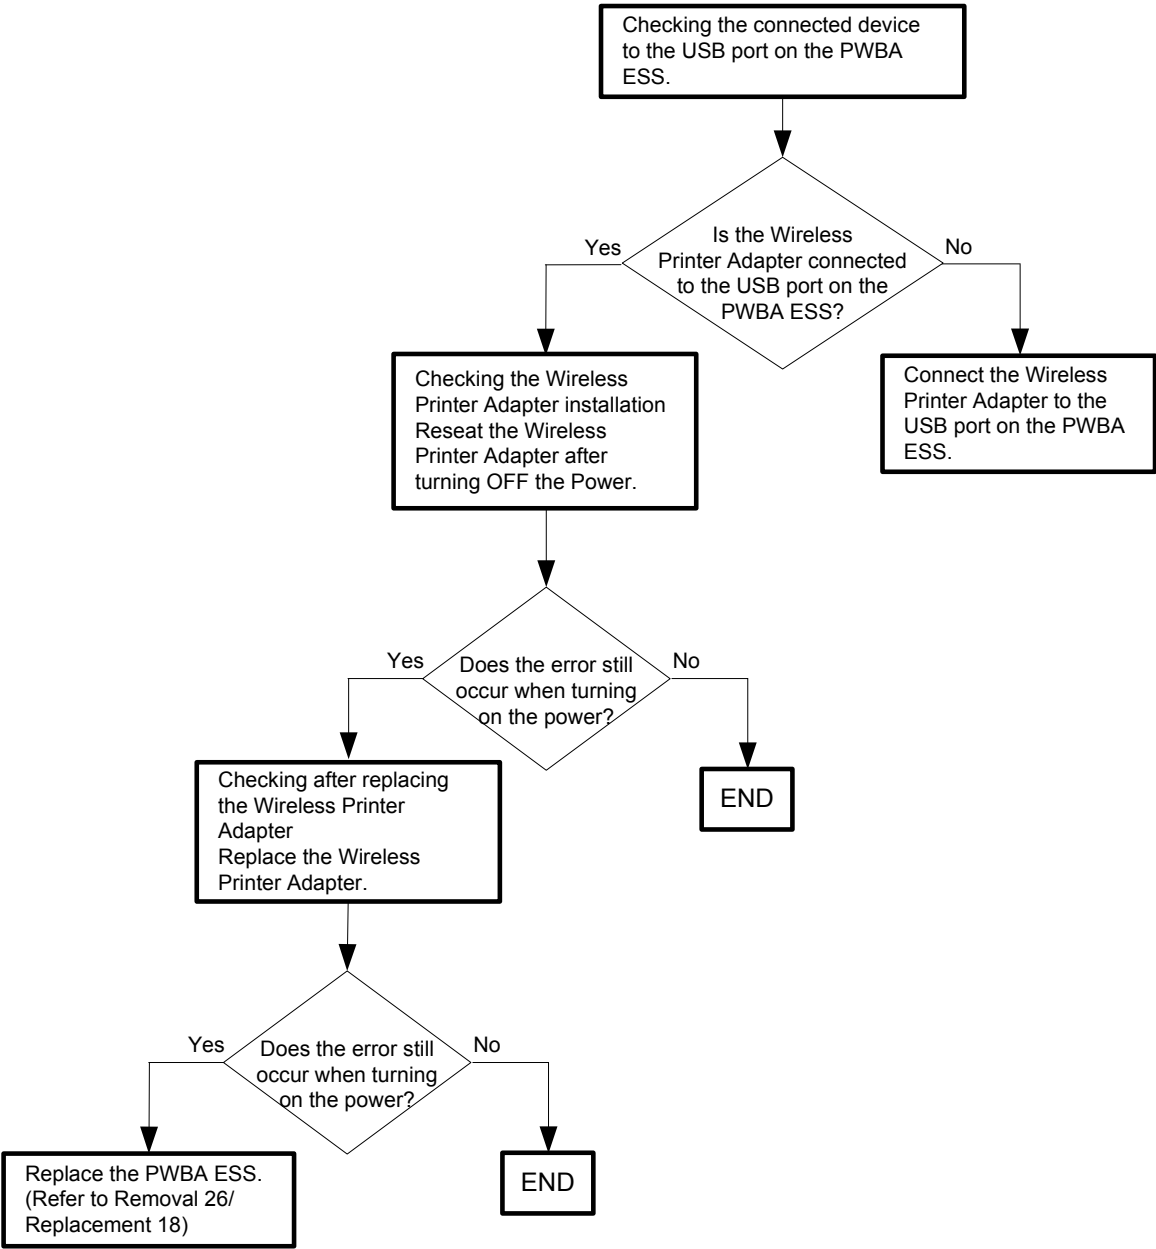 Checking the connected device
to the USB port on the PWBA
ESS.
Is the Wireless
Printer Adapter connected
to the USB port on the
PWBA ESS?
Yes
No
Checking the Wireless
Printer Adapter installation
Reseat the Wireless
Printer Adapter after
turning OFF the Power.
Connect the Wireless
Printer Adapter to the
USB port on the PWBA
ESS.
Does the error still
occur when turning
on the power?
Yes
No
Checking after replacing
the Wireless Printer
Adapter
Replace the Wireless
Printer Adapter.
END
Does the error still
occur when turning
on the power?
Yes
No
Replace the PWBA ESS.
(Refer to Removal 26/
Replacement 18)
END